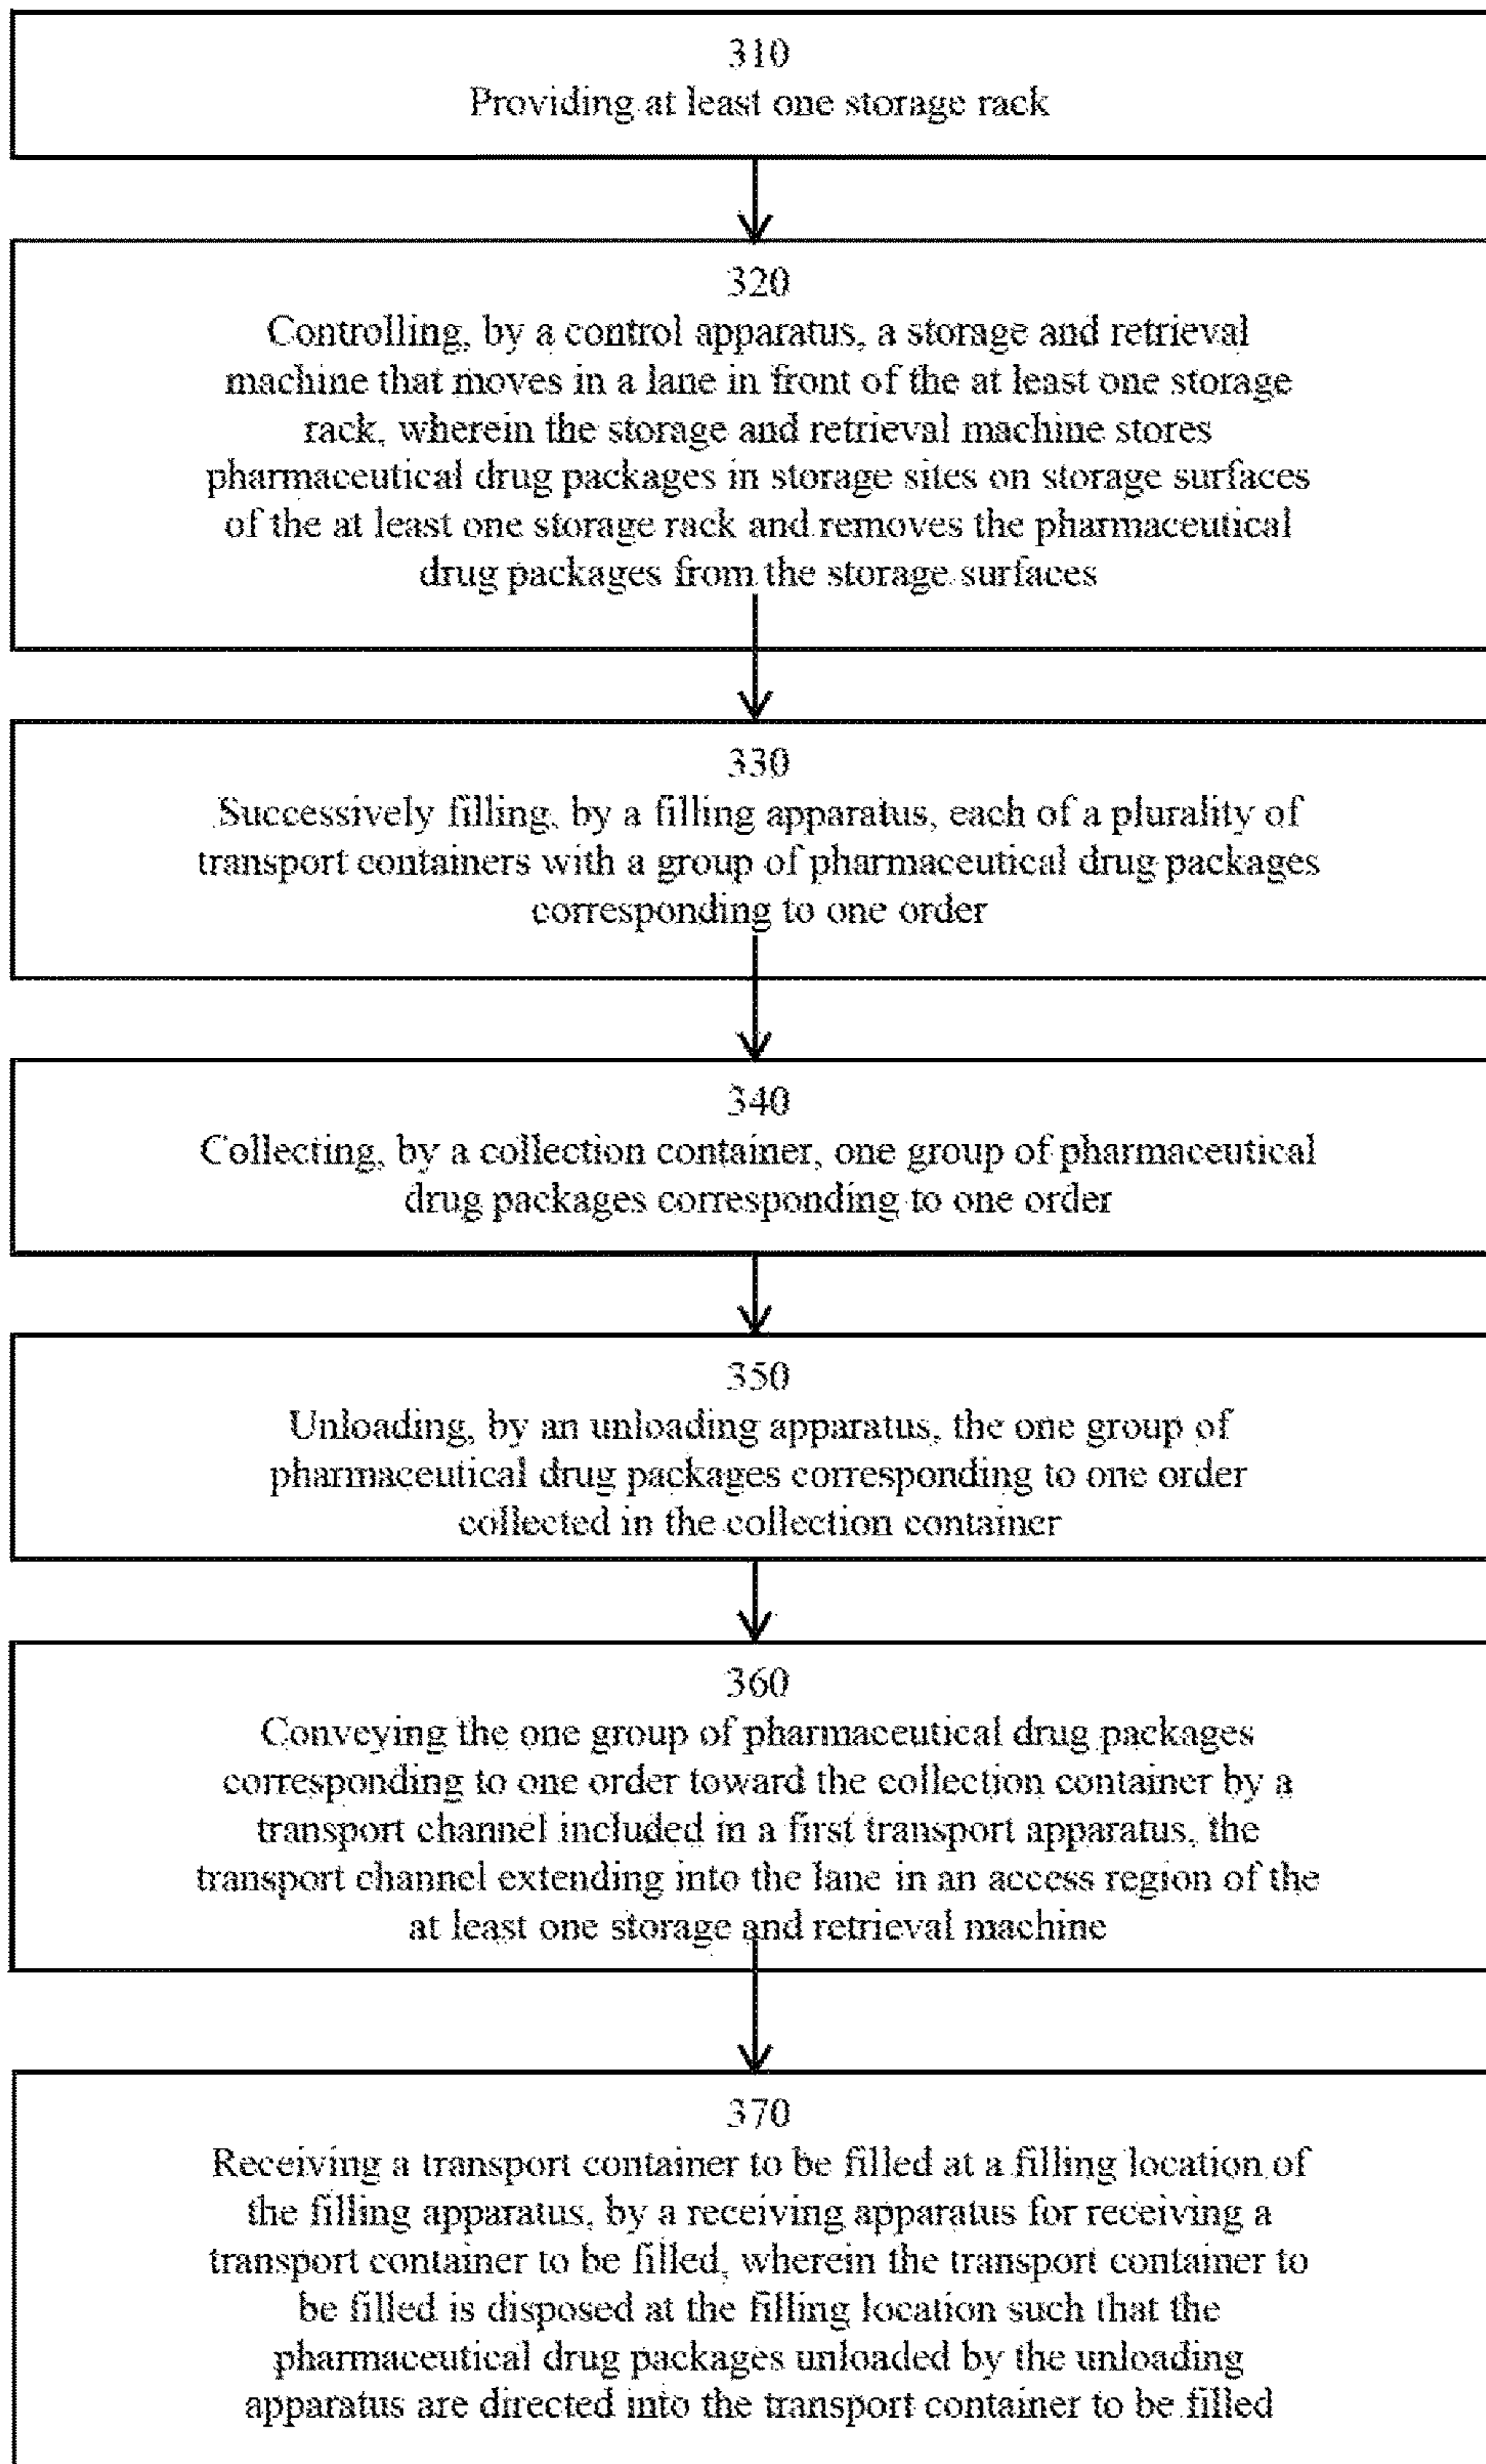 310
Providing at least one storage rack
320
Controlling, by a control apparatus, a storage and retrieval
machine that moves in a lane in front of the at least one storage
rack, wherein the storage and retrieval machine stores
pharmaceutical drug packages in storage sites on storage surfaces
of the at least one storage rack and removes the pharmaceutical
drug packages from the storage surfaces
330
Successively filling, by a filling apparatus, each of a plurality of
transport containers with a group of pharmaceutical drug packages
corresponding to one order
340
Collecting, by a collection container, one group of pharmaceutical
drug packages corresponding to one order
350
Unloading, by an unloading apparatus, the one group of
pharmaceutical drug packages corresponding to one order
collected in the collection container
360
Conveying the one group of pharmaceutical drug packages
corresponding to one order toward the collection container by a
transport channel included in a first transport apparatus, the
transport channel extending into the lane in an access region of the
at least one storage and retrieval machine
370
Receiving a transport container to be filled at a filling location of
the filling apparatus, by a receiving apparatus for receiving a
transport container to be filled, wherein the transport container to
be filled is disposed at the filling location such that the
pharmaceutical drug packages unloaded by the unloading
apparatus are directed into the transport container to be filled